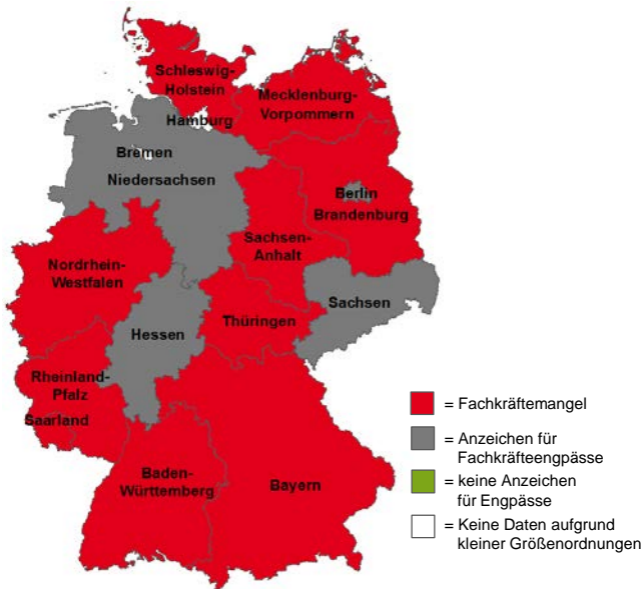 Schleswig-
Holstein
Mecklenburg-
Vorpommern
Hamburg
Bremen
Niedersachsen
Berlin
Brandenburg
Sachsen-
Anhalt
Nordrhein-
Westfalen
Sachsen
Thüringen
Hessen
Rheinland-
Pfalz
Saarland
Baden-
Württemberg
Bayern
= Fachkräftemangel
= Anzeichen für
Fachkräfteengpässe
= keine Anzeichen
für Engpässe
= Keine Daten aufgrund
kleiner Größenordnungen